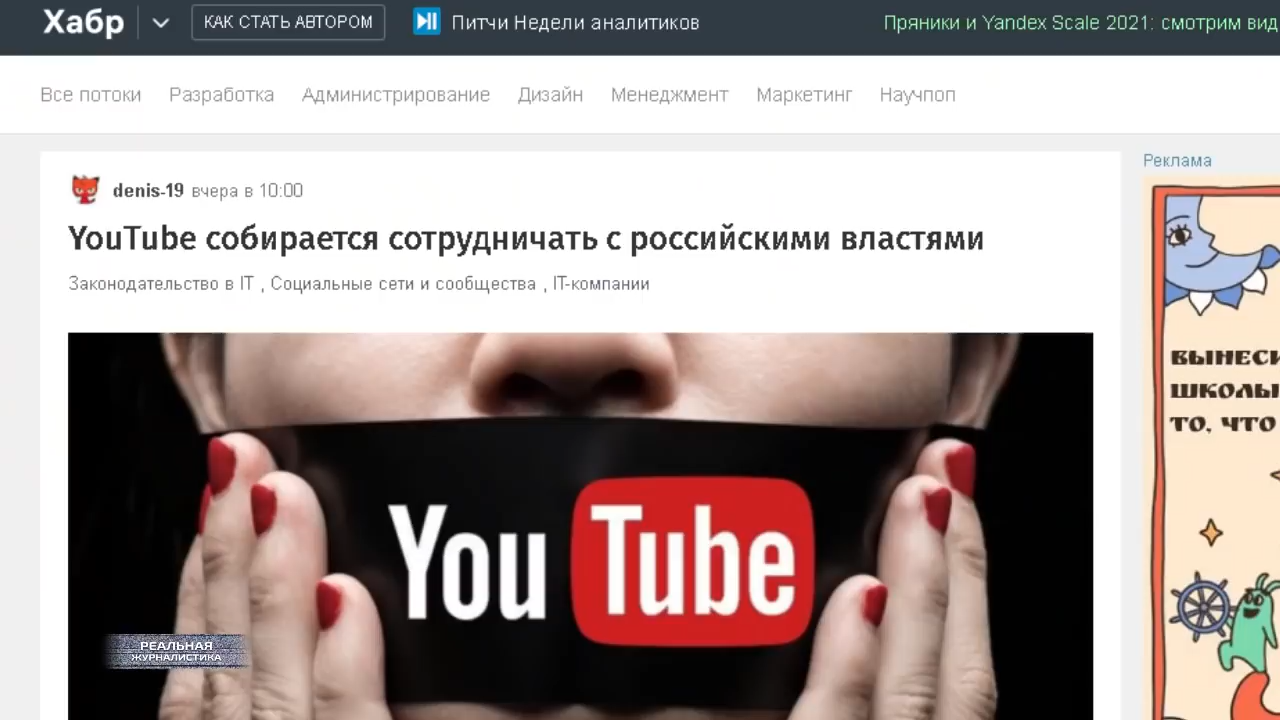 Хабр
КАК СТАТЬ АВТОРОМ
Питчи Недели аналитиков
Пряники и Yandex Scale 2021: смотрим вид
Все потоки Разработка Администрирование Дизайн Менеджмент Маркетинг Научпоп
denis-19 вчера в 10:00
YouTube собирается сотрудничать с российскими властями
Законодательство в IT , Социальные сети и сообщества , IT-компании
YouTube
РЕАЛЬНАЯ
ЖУРНАЛИСТИКА
Реклама
ВЫНЕСИ
ШКОЛЫ
ТО, ЧТО